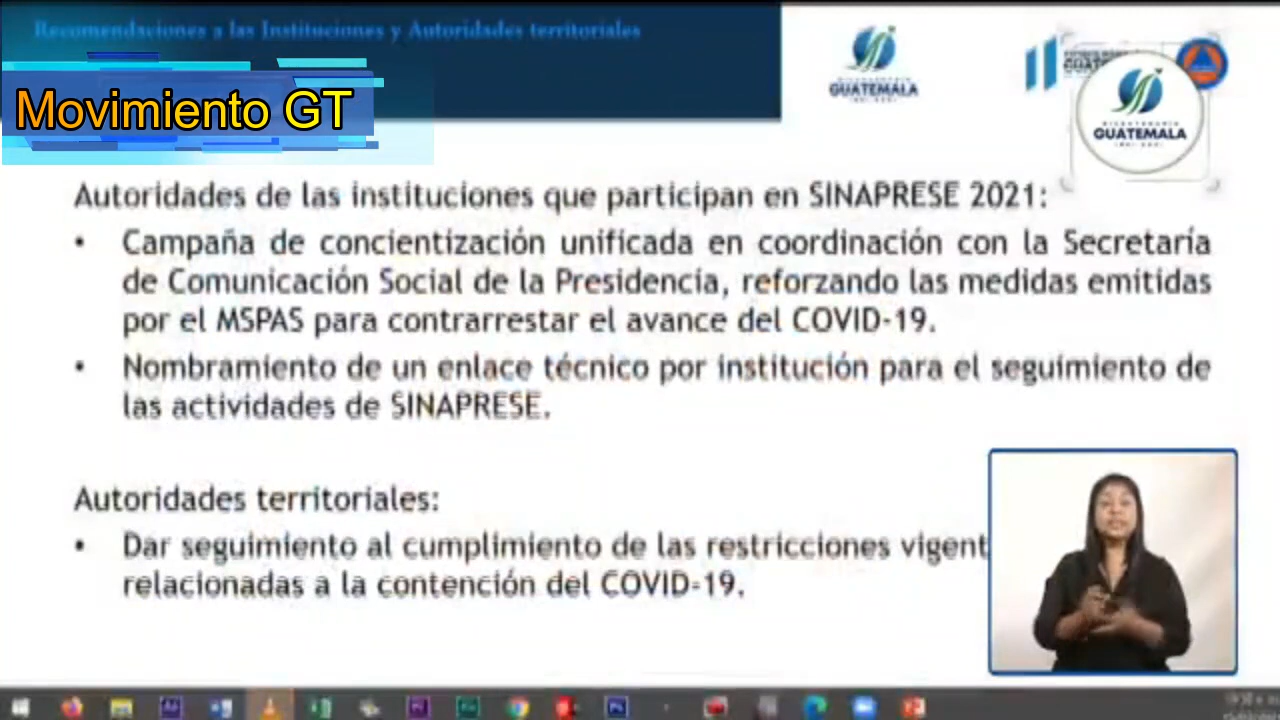 Recomendaciones a las Instituciones y Autoridades territoriales
Movimiento GT
BICENTENARIO
GUATEMALA
GUATE
BICENTENARIO
GUATEMALA
Autoridades de las instituciones que participan en SINAPRESE 2021:
• Campaña de concientización unificada en coordinación con la Secretaría
de Comunicación Social de la Presidencia, reforzando las medidas emitidas
por el MSPAS para contrarrestar el avance del COVID-19.
• Nombramiento de un enlace técnico por institución para el seguimiento de
las actividades de SINAPRESE.
Autoridades territoriales:
• Dar seguimiento al cumplimiento de las restricciones vigent
relacionadas a la contención del COVID-19.